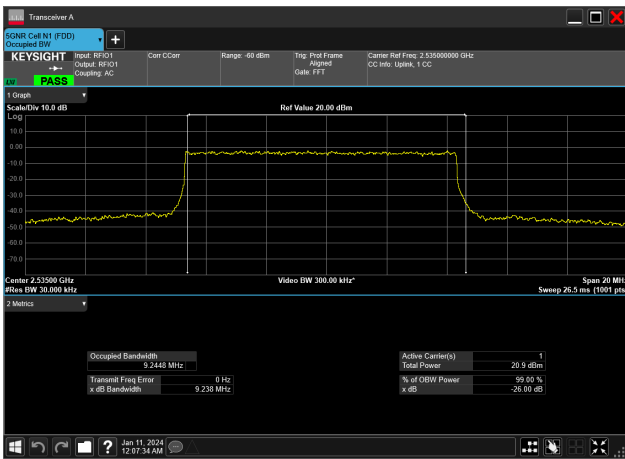 Transceiver A
5GNR Cell N1 (FDD)
Occupied BW
KEYSIGHT
PASS
Input: RFIO1
Output: RFIO1
Coupling: AC
Corr CCorr
Range: -60 dBm
Trig: Prot Frame
Aligned
Gate: FFT
Carrier Ref Freq: 2.535000000 GHz
CC Info: Uplink, 1 CC
1 Graph
Scale/Div 10.0 dB
Ref Value 20.00 dBm
Log
10.0
0.00
-10.0
-20.0
-30.0
-40.0
-50.0
-60.0
-70.0
Center 2.53500 GHz
Video BW 300.00 kHz*
Span 20 MHz
#Res BW 30.000 kHz
Sweep 26.5 ms (1001 pts
2 Metrics
Occupied Bandwidth
9.2448 MHz
Active Carrier(s) 1
Total Power 20.9 dBm
Transmit Freq Error 0 Hz
x dB Bandwidth 9.238 MHz
% of OBW Power 99.00 %
x dB -26.00 dB
Jan 11, 2024
12:07:34 AM